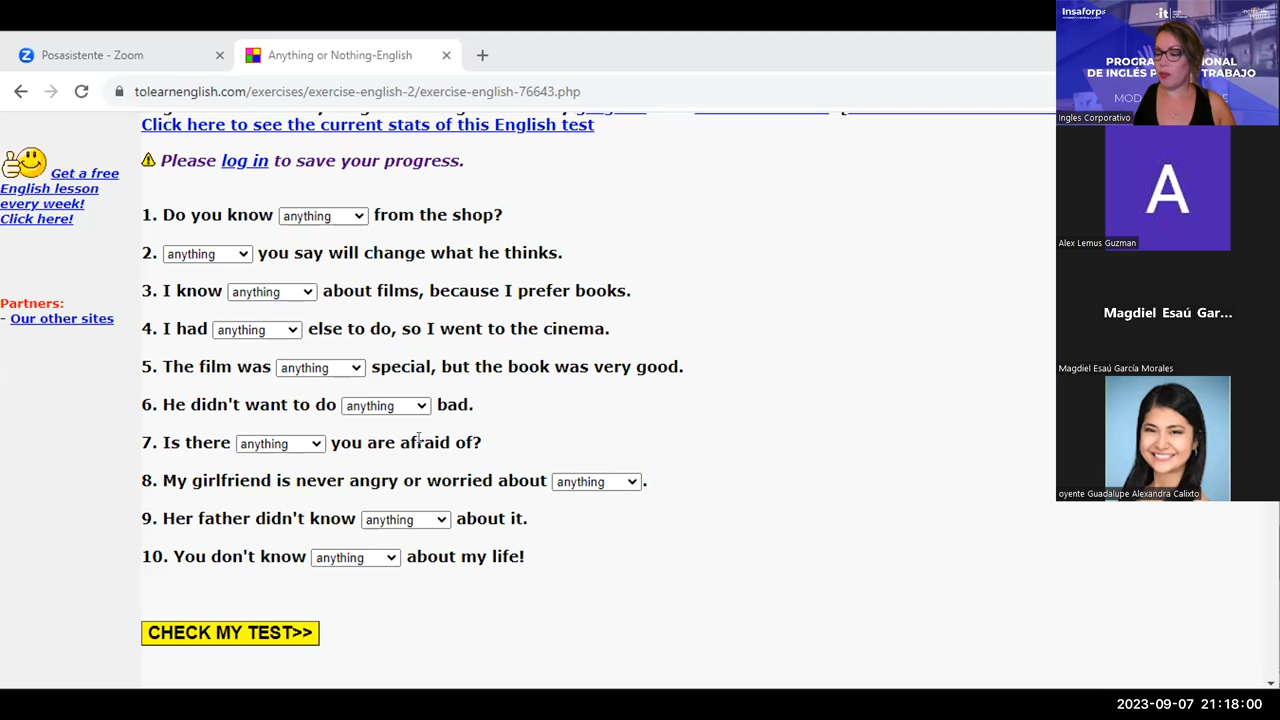 Posasistente - Zoom
Anything or Nothing-English
tolearnenglish.com/exercises/exercise-english-2/exercise-english-76643.php
Click here to see the current stats of this English test
Please log in to save your progress.
Get a free
English lesson
every week!
Click here!
Partners:
- Our other sites
1. Do you know anything from the shop?
2. anything you say will change what he thinks.
3. I know anything about films, because I prefer books.
4. I had anything else to do, so I went to the cinema.
5. The film was anything special, but the book was very good.
6. He didn't want to do anything bad.
7. Is there anything you are afraid of?
8. My girlfriend is never angry or worried about anything.
9. Her father didn't know anything about it.
10. You don't know anything about my life!
CHECK MY TEST>>
Insaforp
it
Ingles Corporativo
A
Alex Lemus Guzman
Magdiel Esaú Gar...
Magdiel Esaú García Morales
oyente Guadalupe Alexandra Calixto
2023-09-07 21:18:00